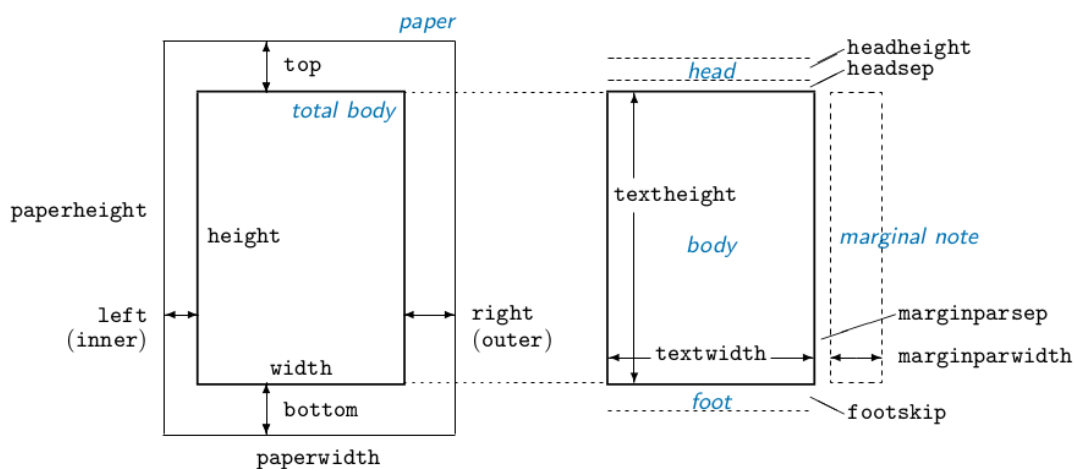 paper
top
total body
paperheight
height
left
(inner)
right
(outer)
width
bottom
paperwidth
headheight
head
headsep
textheight
body
marginal note
marginparsep
textwidth
marginparwidth
foot
footskip